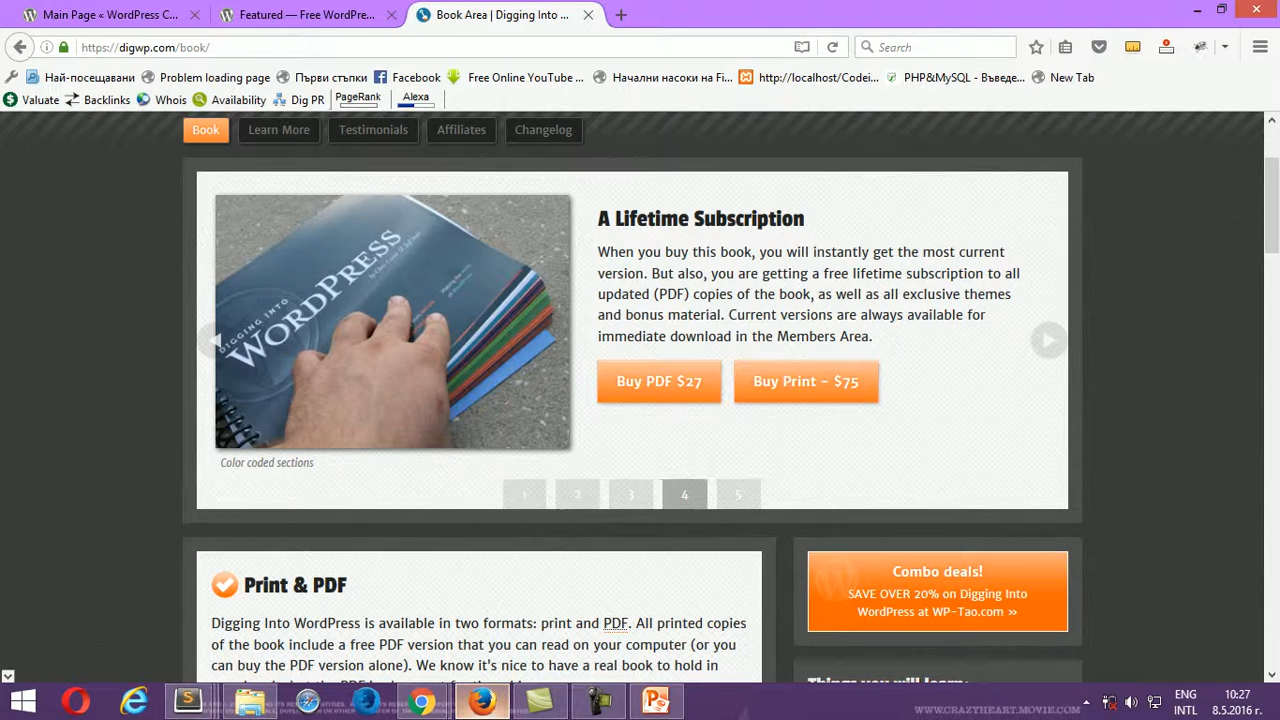 Main Page « WordPress C...
Featured — Free WordPre...
Book Area | Digging Into ...
https://digwp.com/book/
Search
Най-посещавани
Problem loading page
Първи стъпки
Facebook
Free Online YouTube ...
Начални насоки на Fi...
http://localhost/Codei...
PHP&MySQL - Въведе...
New Tab
Valuate
Backlinks
Whois
Availability
Dig PR
PageRank
Alexa
Book
Learn More
Testimonials
Affiliates
Changelog
DIGGING INTO
WORDPRESS
A Lifetime Subscription
When you buy this book, you will instantly get the most current
version. But also, you are getting a free lifetime subscription to all
updated (PDF) copies of the book, as well as all exclusive themes
and bonus material. Current versions are always available for
immediate download in the Members Area.
Buy PDF $27
Buy Print – $75
Color coded sections
1
2
3
4
5
Print & PDF
Digging Into WordPress is available in two formats: print and PDF. All printed copies
of the book include a free PDF version that you can read on your computer (or you
can buy the PDF version alone). We know it's nice to have a real book to hold in
Combo deals!
SAVE OVER 20% on Digging Into
WordPress at WP-Tao.com »
Things you will learn
WWW.CRAZYHEART.MOVIE.COM
ENG
INTL
10:27
8.5.2016 г.